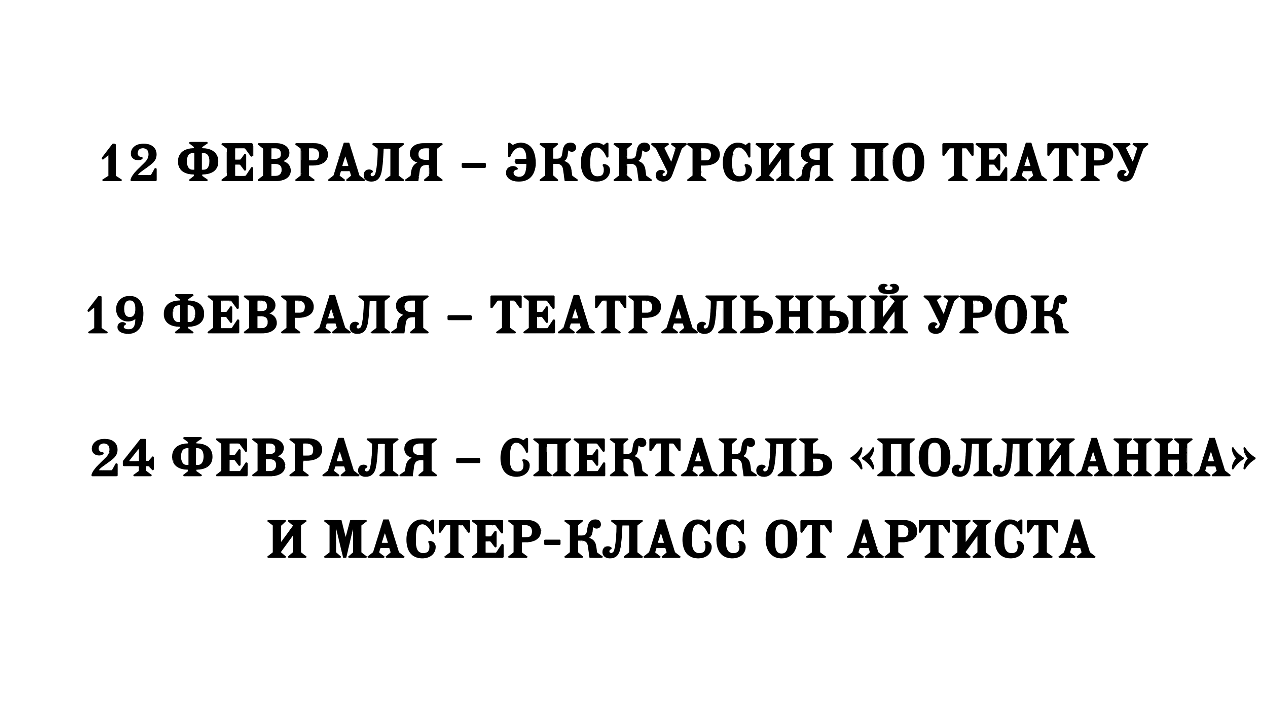 12 ФЕВРАЛЯ – ЭКСКУРСИЯ ПО ТЕАТРУ
19 ФЕВРАЛЯ – ТЕАТРАЛЬНЫЙ УРОК
24 ФЕВРАЛЯ – СПЕКТАКЛЬ «ПОЛЛИАННА»
И МАСТЕР-КЛАСС ОТ АРТИСТА